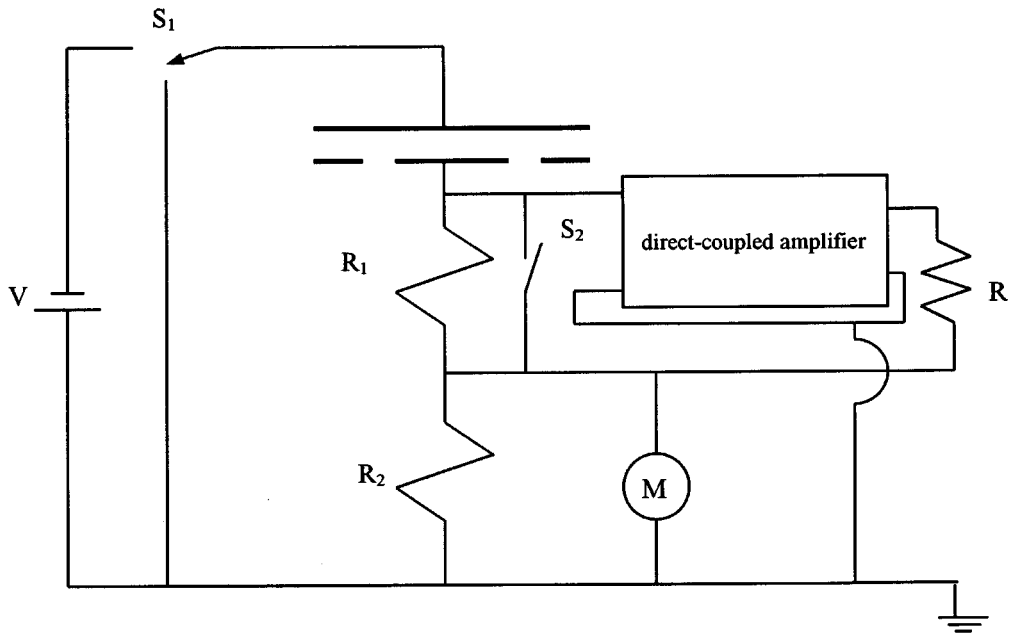 S₁
S₂
direct-coupled amplifier
R₁
V
R
R₂
M